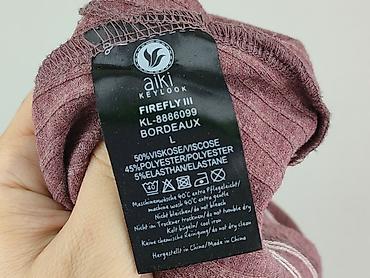 aiki
KEYLOOK
FIREFLY III
KL-8886099
BORDEAUX
L
50%VISKOSE/VISCOSE
45%POLYESTER/POLYESTER
5%ELASTHAN/ELASTANE
Maschinenwäsche 40°C extra Pflegeleicht/
machine wash 40°C extra gentle
Nicht bleichen/do not bleach
Nicht im Trockner trocknen/do not tumble dry
Kalt bügeln/ cool iron
Keine chemische Reinigung/Do not dry clean
Hergestellt in China/Made in China